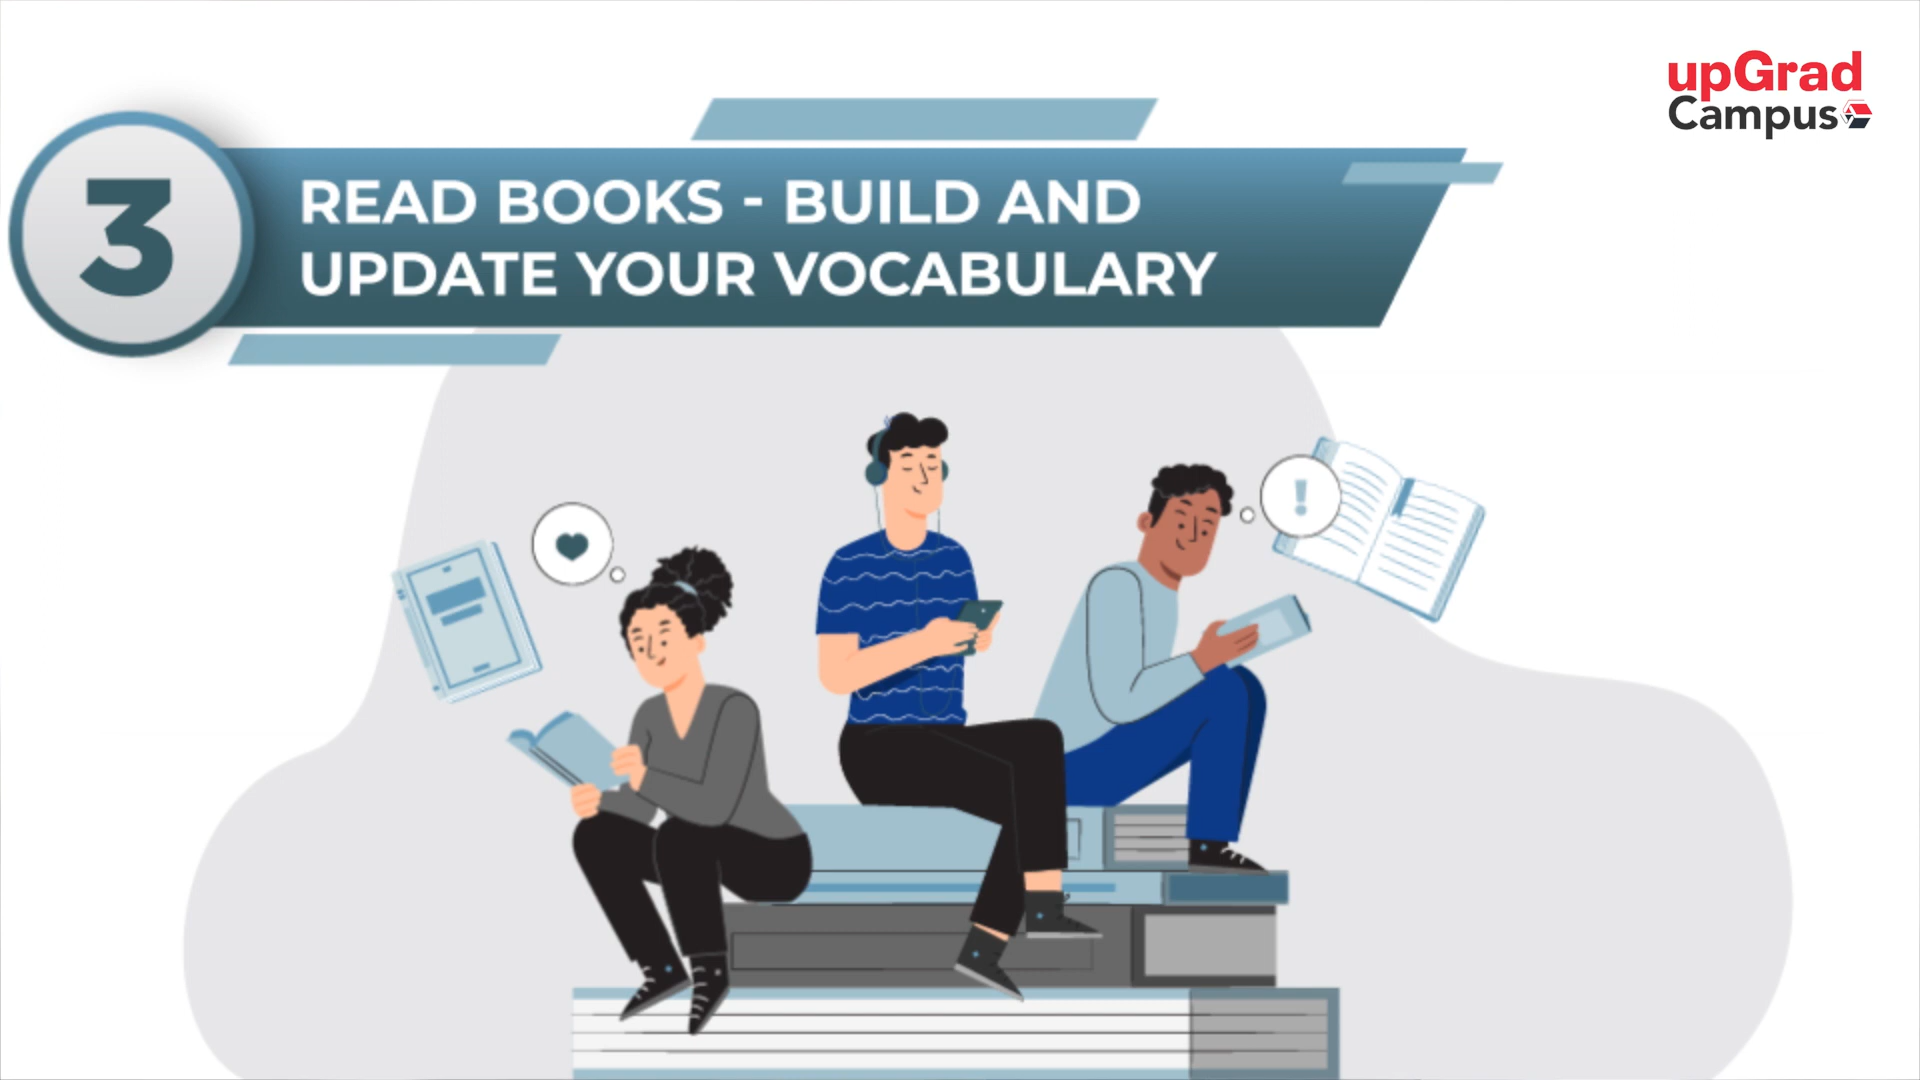 upGrad
Campus
3
READ BOOKS - BUILD AND
UPDATE YOUR VOCABULARY
!